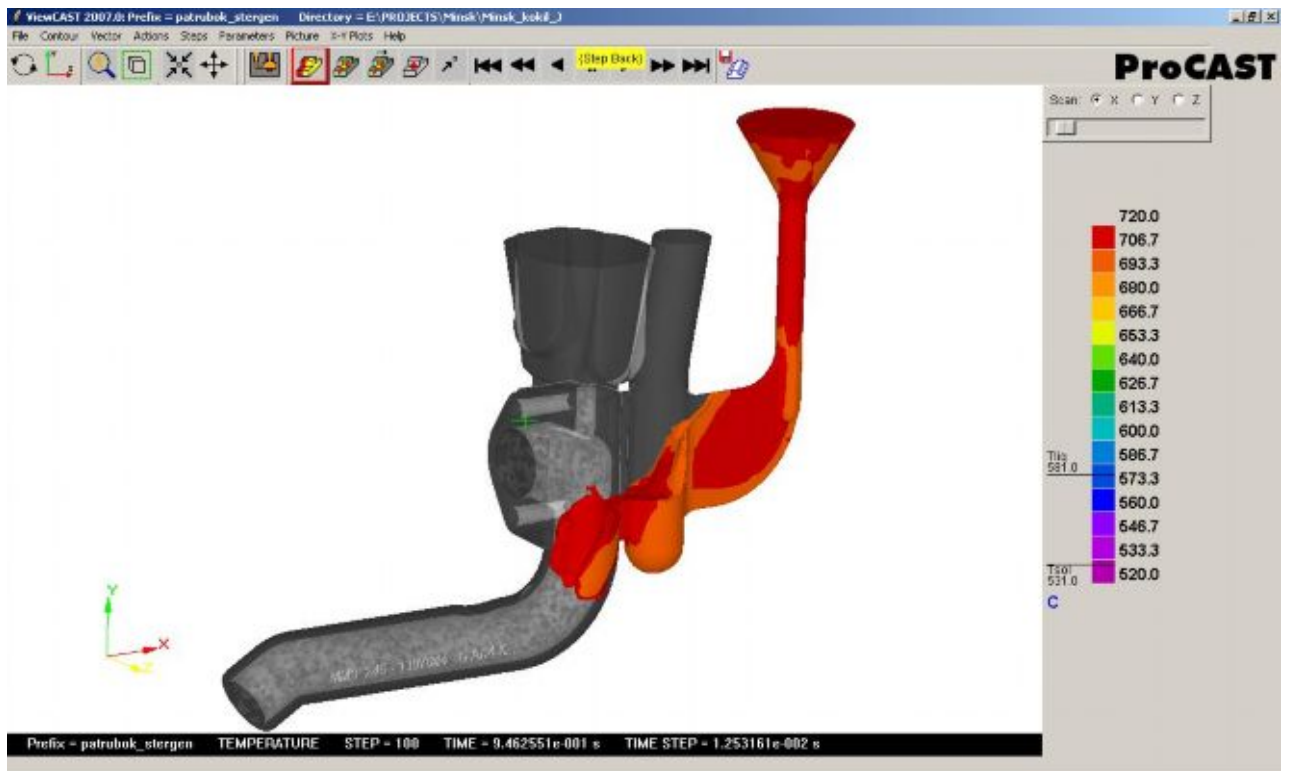 ViewCAST 2007.0: Prefix = patrubok_stergen Directory = E:\PROJECTS\Minsk\Minsk_kokil_)
File Contour Vector Actions Steps Parameters Picture X-Y Plots Help
(Step Back)
ProCAST
Scan: X Y Z
720.0
706.7
693.3
680.0
666.7
653.3
640.0
626.7
613.3
600.0
586.7
Tliq
581.0
573.3
560.0
546.7
533.3
Tsol
531.0
520.0
C
Y
X
Z
Prefix = patrubok_stergen TEMPERATURE STEP = 100 TIME = 9.462551e-001 s TIME STEP = 1.253161e-002 s